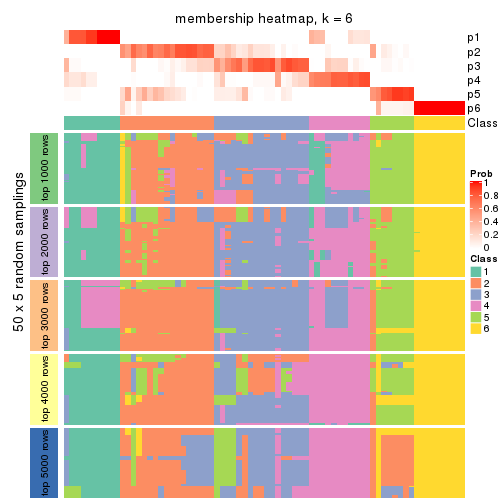 membership heatmap, k = 6
p1
p2
p3
p4
p5
p6
Class
50 x 5 random samplings
top 1000 rows
top 2000 rows
top 3000 rows
top 4000 rows
top 5000 rows
Prob
1
0.8
0.6
0.4
0.2
0
Class
1
2
3
4
5
6